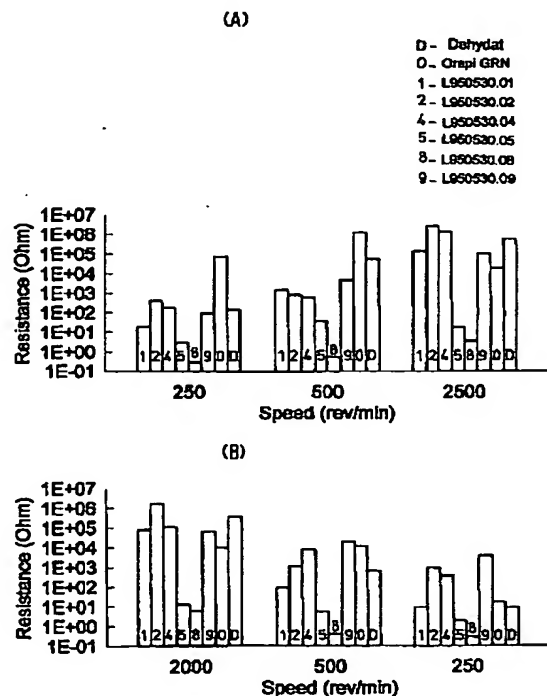 (A)
D - Dehydat
O - Orapi GRN
1 - L950530.01
2 - L950530.02
4 - L950530.04
5 - L950530.05
8 - L950530.08
9 - L950530.09
Resistance (Ohm)
1E+07
1E+06
1E+05
1E+04
1E+03
1E+02
1E+01
1E+00
1E-01
1 2 4 5 8 9 O D
1 2 4 5 8 9 O D
1 2 4 5 8 9 O D
250 500 2500
Speed (rev/min)
(B)
Resistance (Ohm)
1E+07
1E+06
1E+05
1E+04
1E+03
1E+02
1E+01
1E+00
1E-01
1 2 4 5 8 9 O D
1 2 4 5 8 9 O D
1 2 4 5 8 9 O D
2000 500 250
Speed (rev/min)